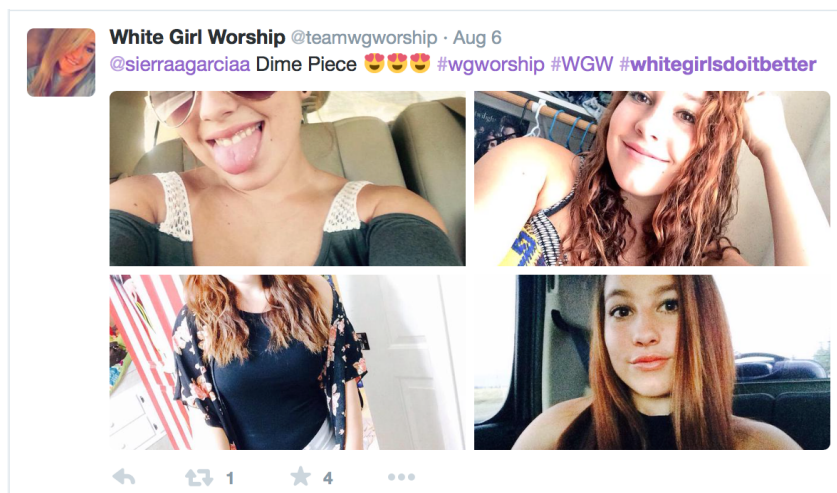 White Girl Worship @teamwgworship · Aug 6
@sierraagarciaa Dime Piece 😍😍😍 #wgworship #WGW #whitegirlsdoitbetter
1 4